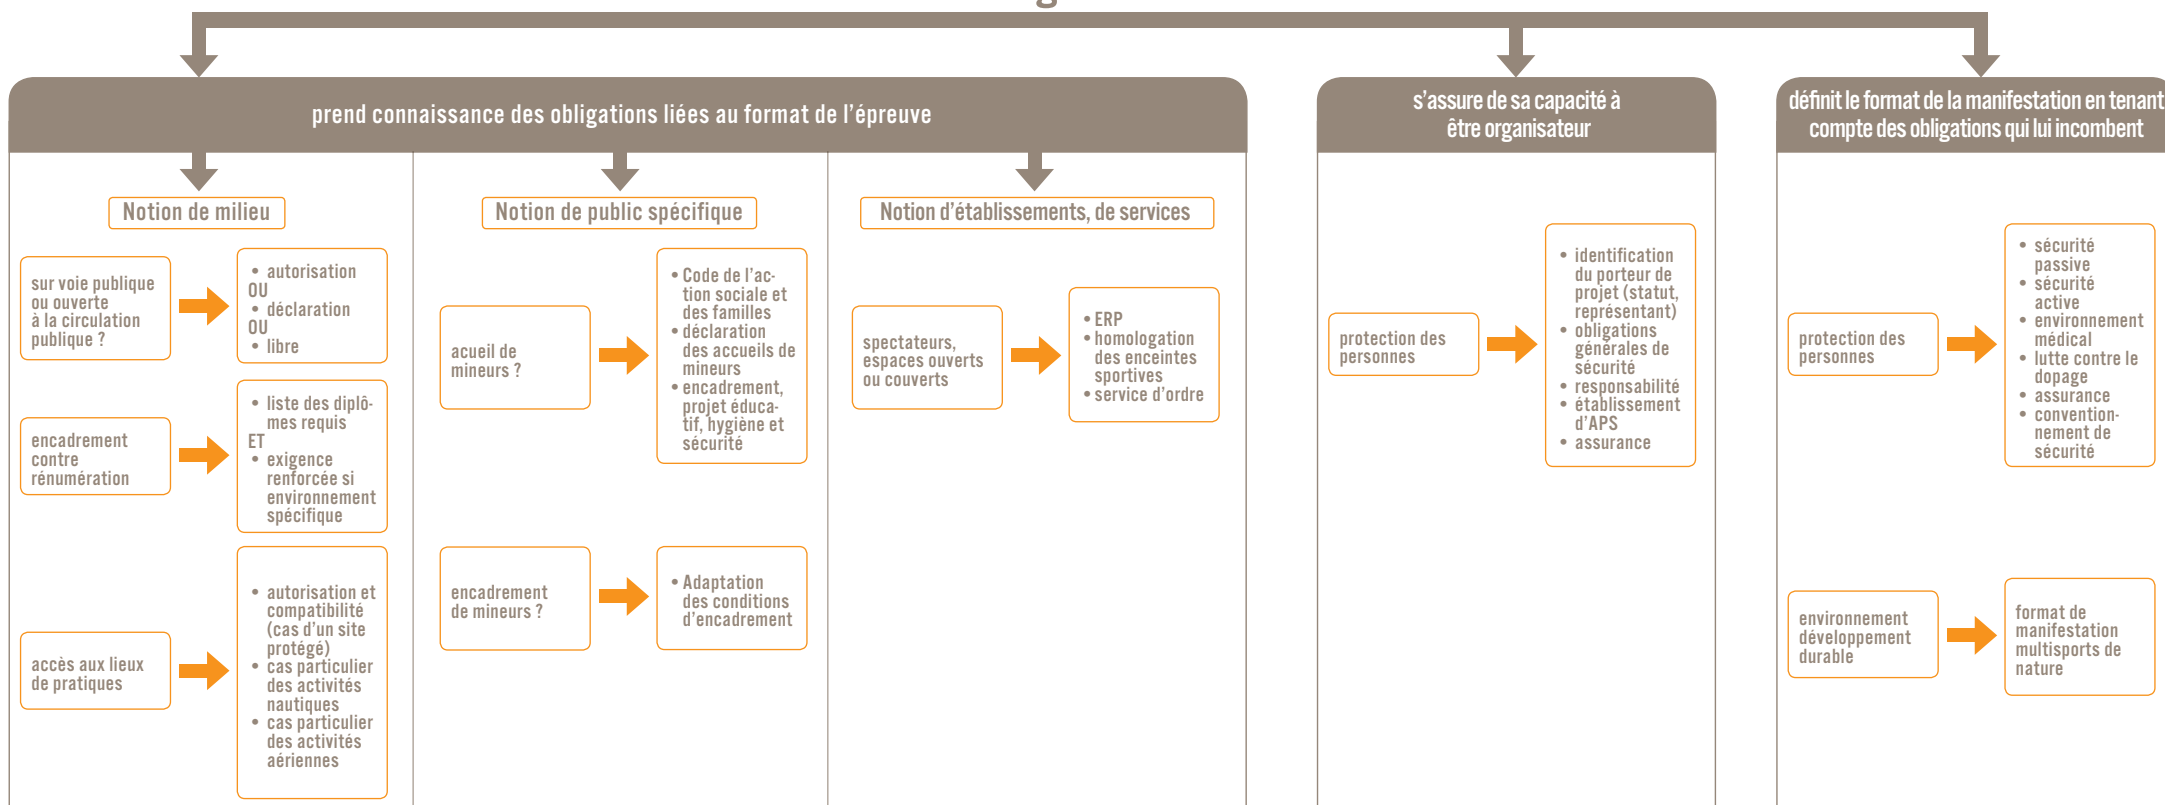 prend connaissance des obligations liées au format de l'épreuve
Notion de milieu
sur voie publique
ou ouverte
à la circulation
publique ?
• autorisation
OU
• déclaration
OU
• libre
encadrement
contre
rénumération
• liste des diplô-
mes requis
ET
• exigence
renforcée si
environnement
spécifique
accès aux lieux
de pratiques
• autorisation et
compatibilité
(cas d'un site
protégé)
• cas particulier
des activités
nautiques
• cas particulier
des activités
aériennes
Notion de public spécifique
acueil de
mineurs ?
• Code de l'ac-
tion sociale et
des familles
• déclaration
des accueils de
mineurs
• encadrement,
projet éduca-
tif, hygiène et
sécurité
encadrement
de mineurs ?
• Adaptation
des conditions
d'encadrement
Notion d'établissements, de services
spectateurs,
espaces ouverts
ou couverts
• ERP
• homologation
des enceintes
sportives
• service d'ordre
s'assure de sa capacité à
être organisateur
protection des
personnes
• identification
du porteur de
projet (statut,
représentant)
• obligations
générales de
sécurité
• responsabilité
• établissement
d'APS
• assurance
définit le format de la manifestation en tenant
compte des obligations qui lui incombent
protection des
personnes
• sécurité
passive
• sécurité
active
• environnement
médical
• lutte contre le
dopage
• assurance
• convention-
nement de
sécurité
environnement
développement
durable
format de
manifestation
multisports de
nature